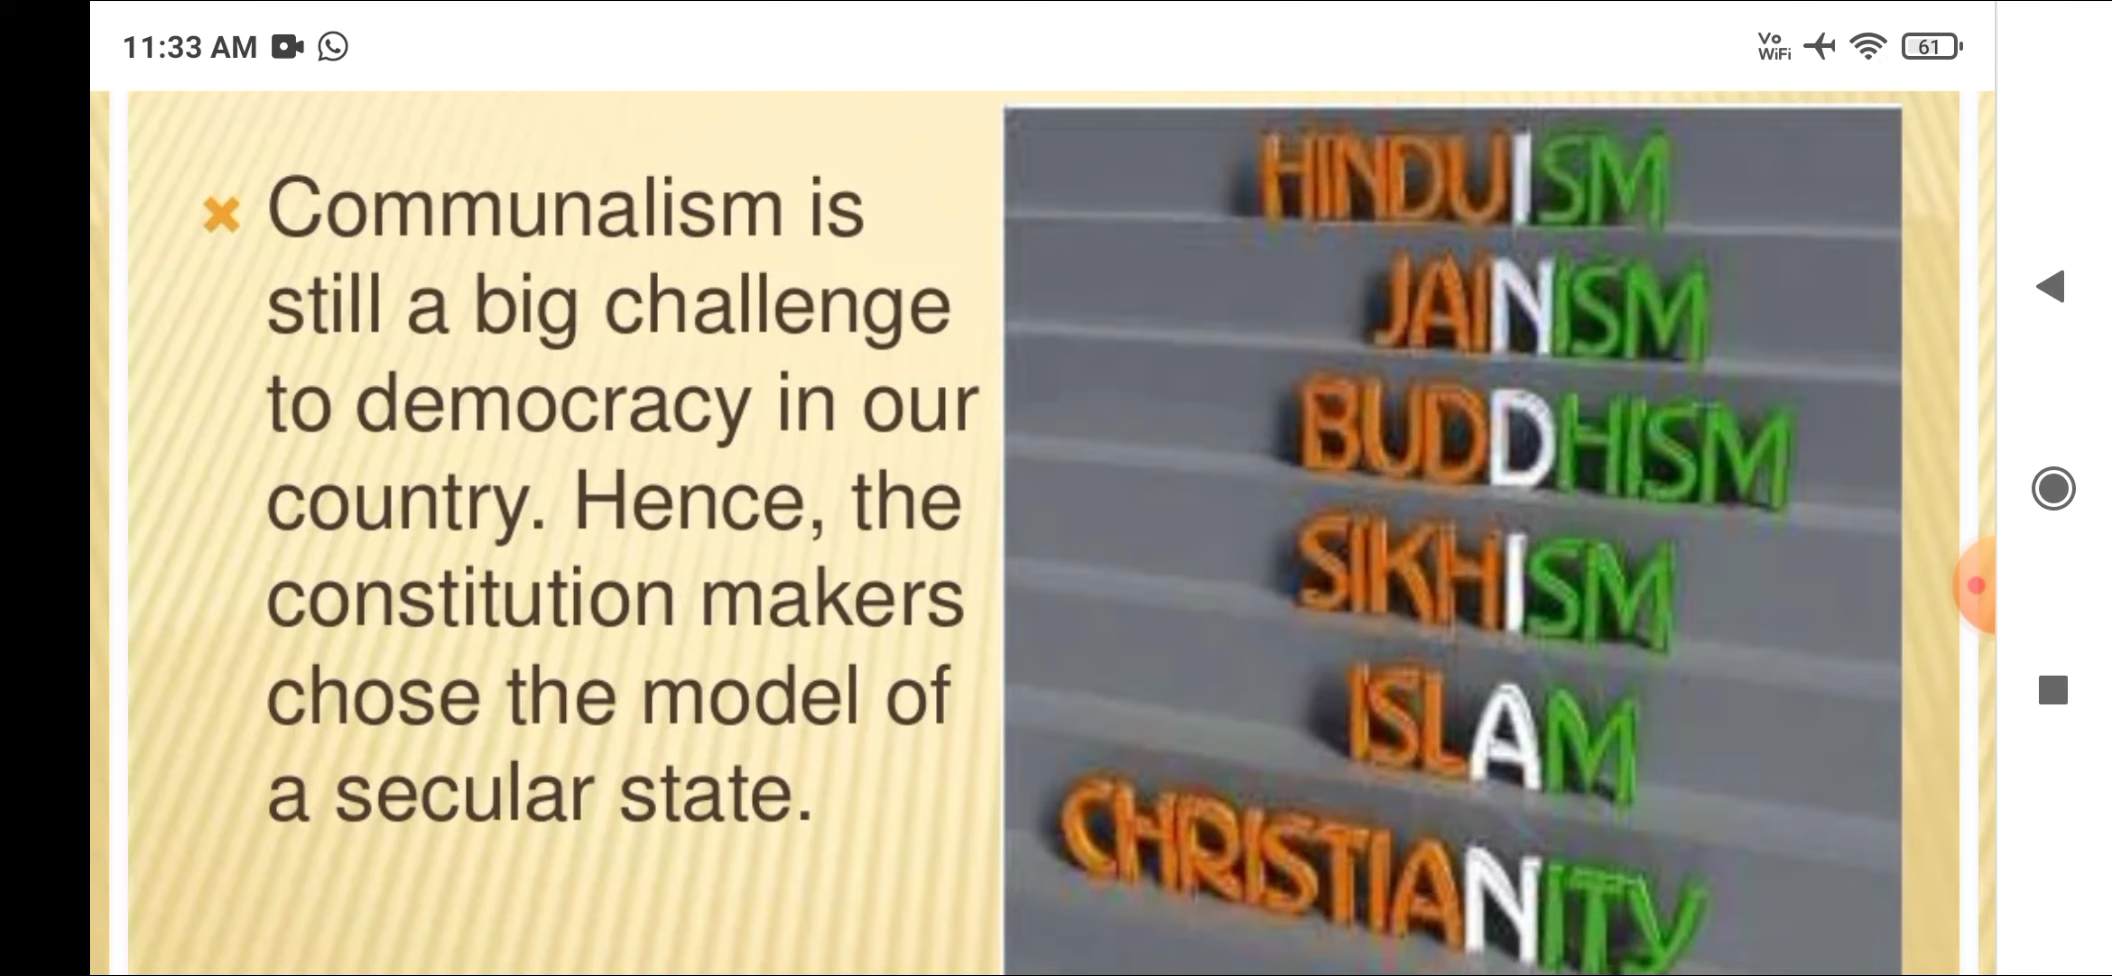 11:33 AM
Vo
WiFi
61
Communalism is
still a big challenge
to democracy in our
country. Hence, the
constitution makers
chose the model of
a secular state.
HINDUISM
JAINISM
BUDDHISM
SIKHISM
ISLAM
CHRISTIANITY